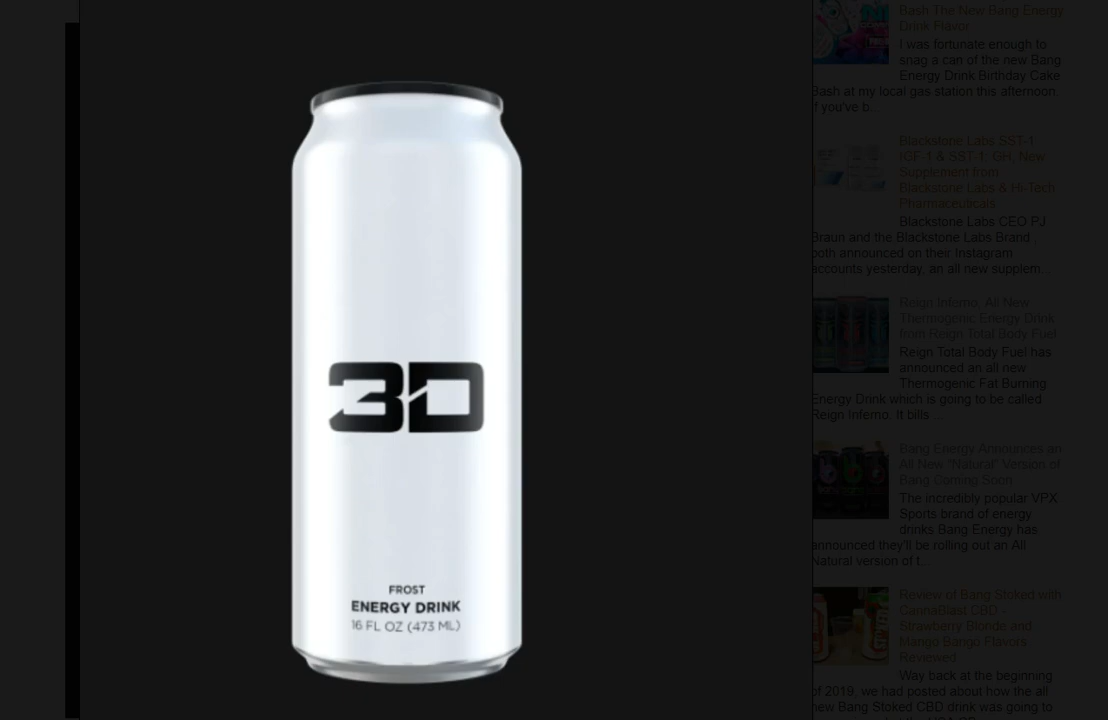 3D
FROST
ENERGY DRINK
16 FL OZ (473 ML)
Bash The New Bang Energy
Drink Flavor
I was fortunate enough to
snag a can of the new Bang
Energy Drink Birthday Cake
Bash at my local gas station this afternoon.
If you've b...
Blackstone Labs SST-1
IGF-1 & SST-1: GH, New
Supplement from
Blackstone Labs & Hi-Tech
Pharmaceuticals
Blackstone Labs CEO PJ
Braun and the Blackstone Labs Brand ,
both announced on their Instagram
accounts yesterday, an all new supplem...
Reign Inferno, All New
Thermogenic Energy Drink
from Reign Total Body Fuel
Reign Total Body Fuel has
announced an all new
Thermogenic Fat Burning
Energy Drink which is going to be called
Reign Inferno. It bills ...
Bang Energy Announces an
All New "Natural" Version of
Bang Coming Soon
The incredibly popular VPX
Sports brand of energy
drinks Bang Energy has
announced they'll be rolling out an All
Natural version of t...
Review of Bang Stoked with
CannaBlast CBD -
Strawberry Blonde and
Mango Bango Flavors
Reviewed
Way back at the beginning
of 2019, we had posted about how the all
new Bang Stoked CBD drink was going to